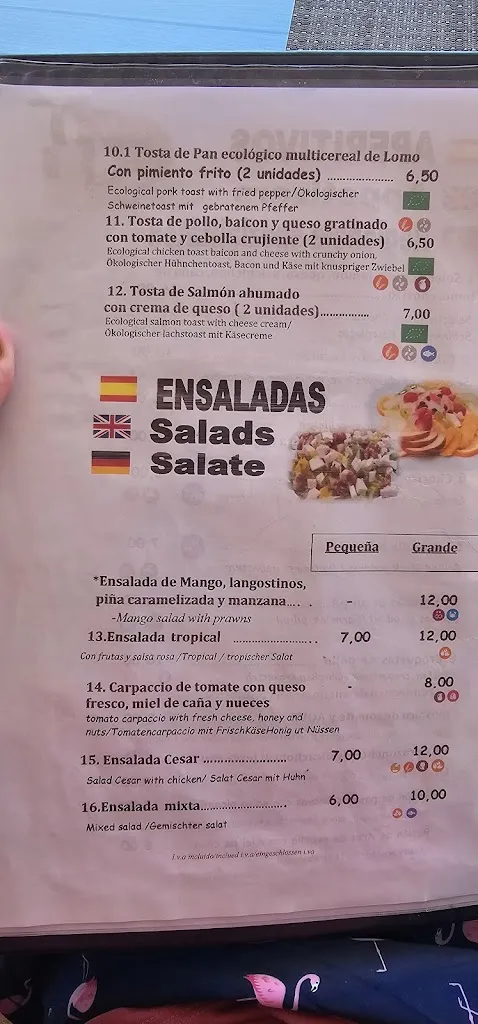 10.1 Tosta de Pan ecológico multicereal de Lomo
Con pimiento frito (2 unidades) ..................... 6,50
Ecological pork toast with fried pepper/Ökologischer
Schweinetoast mit gebratenem Pfeffer
11. Tosta de pollo, baicon y queso gratinado
con tomate y cebolla crujiente (2 unidades) 6,50
Ecological chicken toast baicon and cheese with crunchy onion,
Ökologischer Hühnchentoast, Bacon und Käse mit knuspriger Zwiebel
12. Tosta de Salmón ahumado
con crema de queso ( 2 unidades)................ 7,00
Ecological salmon toast with cheese cream/
Ökologischer lachstoast mit Käsecreme
ENSALADAS
Salads
Salate
Pequeña Grande
*Ensalada de Mango, langostinos,
piña caramelizada y manzana.... . - 12,00
-Mango salad with prawns
13.Ensalada tropical ........................ 7,00 12,00
Con frutas y salsa rosa /Tropical / tropischer Salat
14. Carpaccio de tomate con queso - 8,00
fresco, miel de caña y nueces
tomato carpaccio with fresh cheese, honey and
nuts/Tomatencarpaccio mit FrischKäseHonig ut Nüssen
15. Ensalada Cesar ........................... 7,00 12,00
Salad Cesar with chicken/ Salat Cesar mit Huhn´
16.Ensalada mixta........................... 6,00 10,00
Mixed salad /Gemischter salat
I.v.a incluido/inclued i.v.a/eingeschlossen i.va